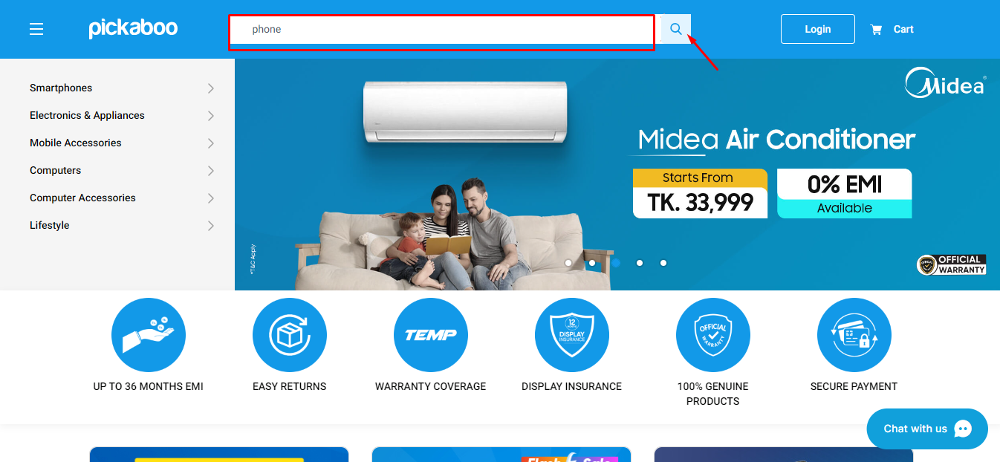 pickaboo
phone
Login
Cart
Smartphones
Electronics & Appliances
Mobile Accessories
Computers
Computer Accessories
Lifestyle
Midea
Midea Air Conditioner
Starts From
TK. 33,999
0% EMI
Available
*T&C Apply
OFFICIAL
WARRANTY
TEMP
12
DISPLAY
INSURANCE
OFFICIAL
WARRANTY
UP TO 36 MONTHS EMI
EASY RETURNS
WARRANTY COVERAGE
DISPLAY INSURANCE
100% GENUINE
PRODUCTS
SECURE PAYMENT
Chat with us
Flash Sale